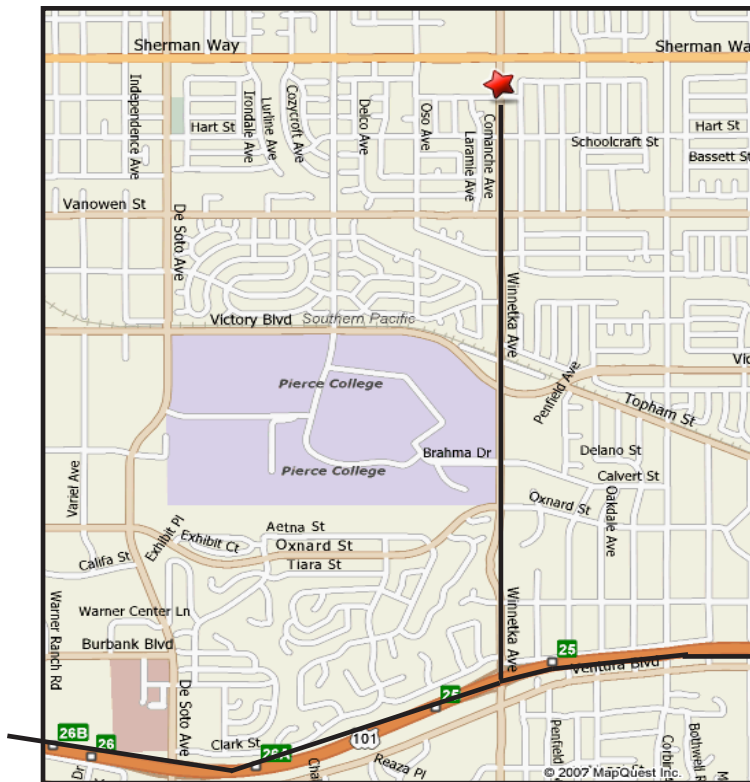 Sherman Way
Sherman Wa
Independence Ave
Hart St
Irondale Ave
Lurline Ave
Cozycroft Ave
Delco Ave
Oso Ave
Laramie Ave
Comanche Ave
Schoolcraft St
Hart St
Bassett St
Vanowen St
De Soto Ave
Winnetka Ave
Victory Blvd
Southern Pacific
Vic
Pierce College
Penfield Ave
Topham St
Brahma Dr
Pierce College
Delano St
Calvert St
Variel Ave
Oxnard St
Oakdale Ave
Exhibit Pl
Exhibit Ct
Aetna St
Oxnard St
Tiara St
Califa St
Warner Ranch Rd
Warner Center Ln
Winnetka Ave
Burbank Blvd
25
Ventura Blvd
De Soto Ave
25
26B
26
Clark St
26A
101
Reaza Pl
Dr
Cha
Penfield
Corbin
Bothwell R
M
© 2007 MapQuest Inc.